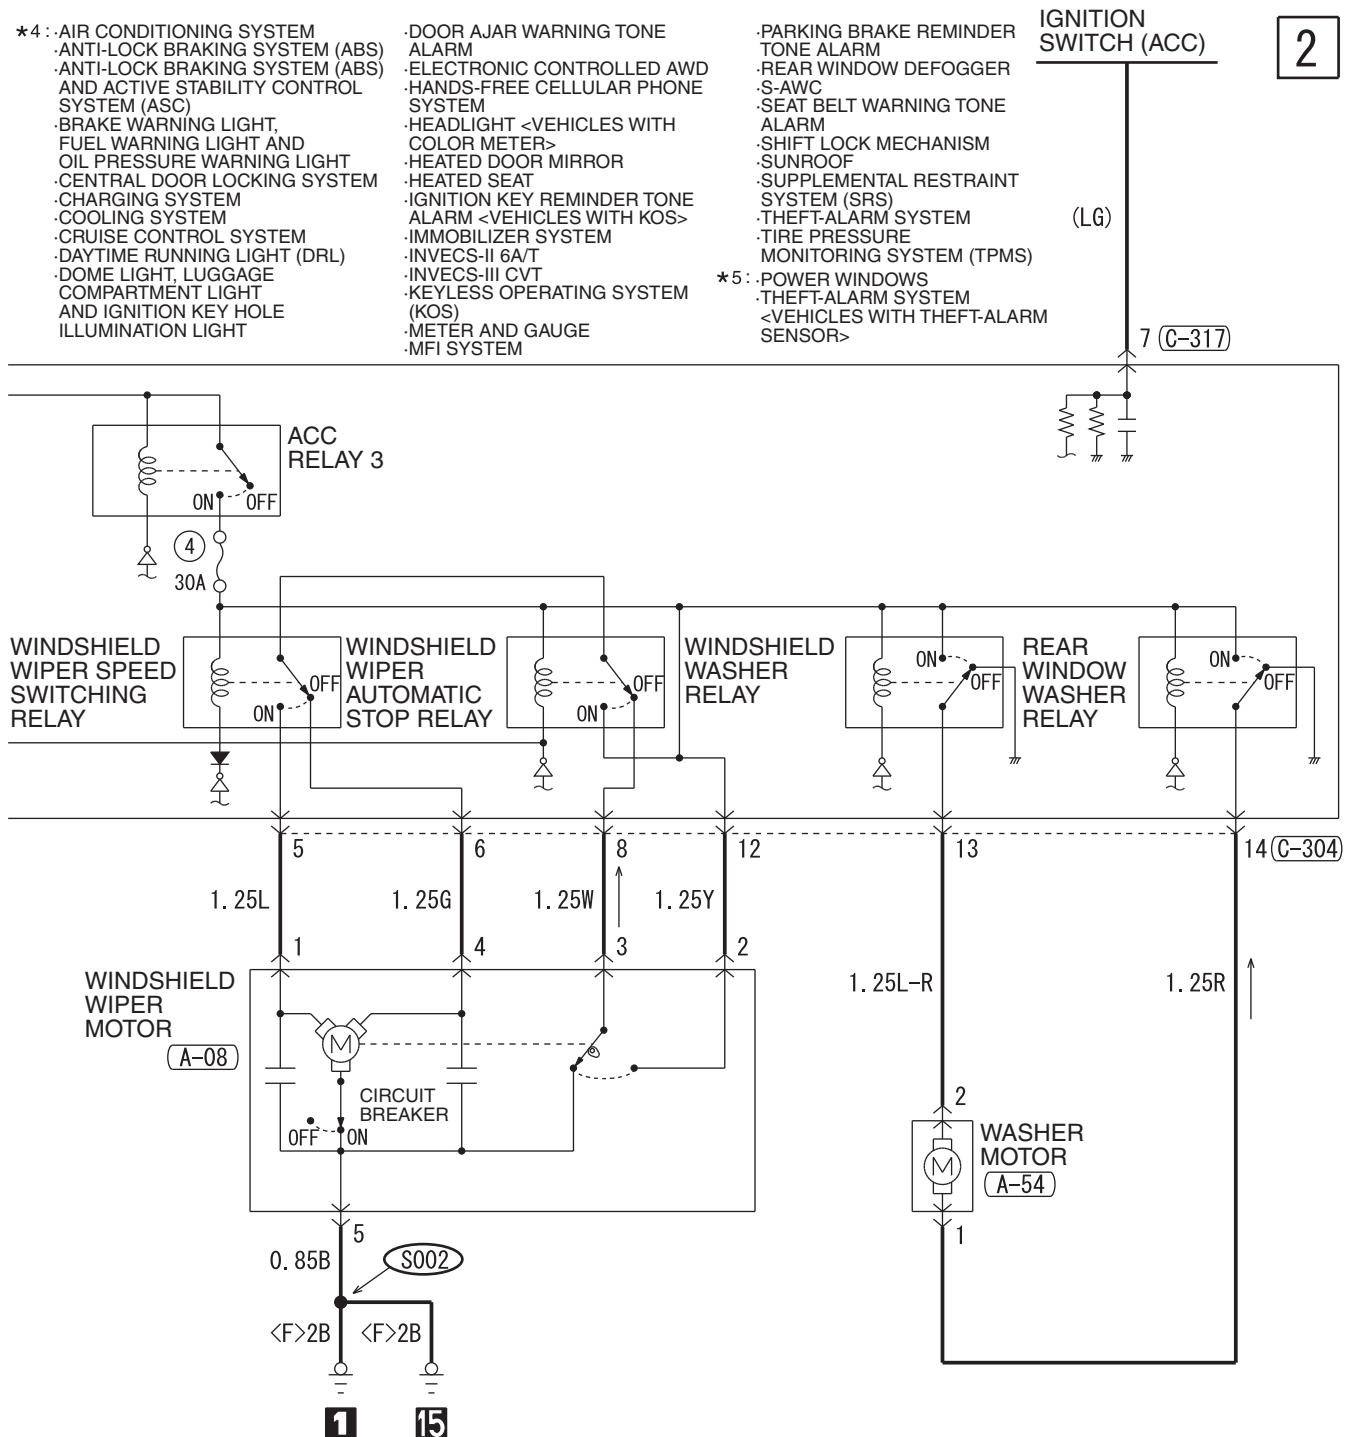 *4: ·AIR CONDITIONING SYSTEM
·ANTI-LOCK BRAKING SYSTEM (ABS)
·ANTI-LOCK BRAKING SYSTEM (ABS)
AND ACTIVE STABILITY CONTROL
SYSTEM (ASC)
·BRAKE WARNING LIGHT,
FUEL WARNING LIGHT AND
OIL PRESSURE WARNING LIGHT
·CENTRAL DOOR LOCKING SYSTEM
·CHARGING SYSTEM
·COOLING SYSTEM
·CRUISE CONTROL SYSTEM
·DAYTIME RUNNING LIGHT (DRL)
·DOME LIGHT, LUGGAGE
COMPARTMENT LIGHT
AND IGNITION KEY HOLE
ILLUMINATION LIGHT
·DOOR AJAR WARNING TONE
ALARM
·ELECTRONIC CONTROLLED AWD
·HANDS-FREE CELLULAR PHONE
SYSTEM
·HEADLIGHT <VEHICLES WITH
COLOR METER>
·HEATED DOOR MIRROR
·HEATED SEAT
·IGNITION KEY REMINDER TONE
ALARM <VEHICLES WITH KOS>
·IMMOBILIZER SYSTEM
·INVECS-II 6A/T
·INVECS-III CVT
·KEYLESS OPERATING SYSTEM
(KOS)
·METER AND GAUGE
·MFI SYSTEM
·PARKING BRAKE REMINDER
TONE ALARM
·REAR WINDOW DEFOGGER
·S-AWC
·SEAT BELT WARNING TONE
ALARM
·SHIFT LOCK MECHANISM
·SUNROOF
·SUPPLEMENTAL RESTRAINT
SYSTEM (SRS)
·THEFT-ALARM SYSTEM
·TIRE PRESSURE
MONITORING SYSTEM (TPMS)
*5: ·POWER WINDOWS
·THEFT-ALARM SYSTEM
<VEHICLES WITH THEFT-ALARM
SENSOR>
IGNITION
SWITCH (ACC)
2
(LG)
7 (C-317)
ACC
RELAY 3
ON OFF
4
30A
WINDSHIELD
WIPER SPEED
SWITCHING
RELAY
OFF
ON
WINDSHIELD
WIPER
AUTOMATIC
STOP RELAY
OFF
ON
WINDSHIELD
WASHER
RELAY
ON
OFF
REAR
WINDOW
WASHER
RELAY
ON
OFF
5 6 8 12 13 14 (C-304)
1.25L 1.25G 1.25W 1.25Y
1 4 3 2
1.25L-R 1.25R
WINDSHIELD
WIPER
MOTOR
A-08
M
CIRCUIT
BREAKER
OFF ON
2
WASHER
MOTOR
A-54
M
1
5
0.85B S002
<F>2B <F>2B
1 15